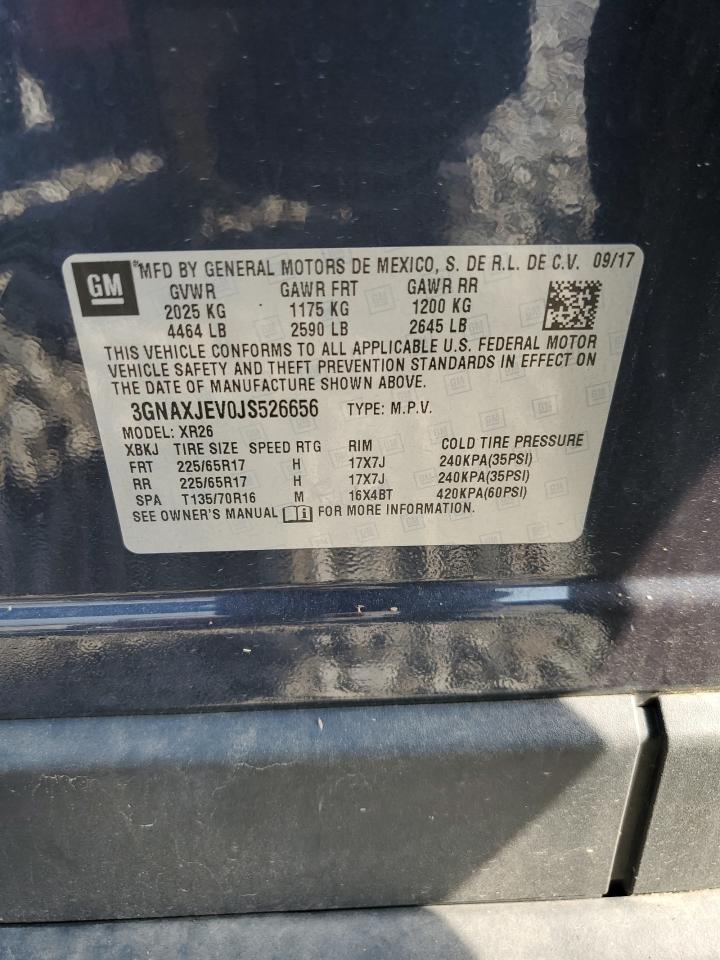 GM MFD BY GENERAL MOTORS DE MEXICO, S. DE R.L. DE C.V. 09/17
GVWR GAWR FRT GAWR RR
2025 KG 1175 KG 1200 KG
4464 LB 2590 LB 2645 LB
THIS VEHICLE CONFORMS TO ALL APPLICABLE U.S. FEDERAL MOTOR
VEHICLE SAFETY AND THEFT PREVENTION STANDARDS IN EFFECT ON
THE DATE OF MANUFACTURE SHOWN ABOVE.
3GNAXJEV0JS526656 TYPE: M.P.V.
MODEL: XR26
XBKJ TIRE SIZE SPEED RTG RIM COLD TIRE PRESSURE
FRT 225/65R17 H 17X7J 240KPA(35PSI)
RR 225/65R17 H 17X7J 240KPA(35PSI)
SPA T135/70R16 M 16X4BT 420KPA(60PSI)
SEE OWNER'S MANUAL FOR MORE INFORMATION.